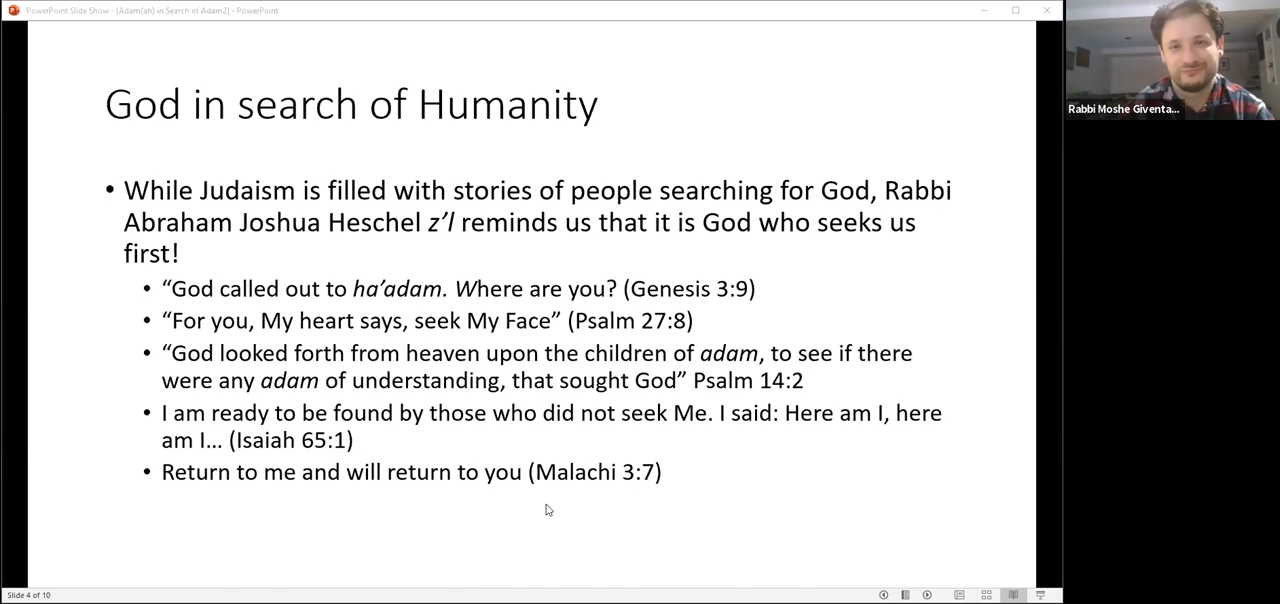 PowerPoint Slide Show - [Adam(ah) in Search of Adam2] - PowerPoint
God in search of Humanity
• While Judaism is filled with stories of people searching for God, Rabbi
Abraham Joshua Heschel z’l reminds us that it is God who seeks us
first!
• “God called out to ha’adam. Where are you? (Genesis 3:9)
• “For you, My heart says, seek My Face” (Psalm 27:8)
• “God looked forth from heaven upon the children of adam, to see if there
were any adam of understanding, that sought God” Psalm 14:2
• I am ready to be found by those who did not seek Me. I said: Here am I, here
am I… (Isaiah 65:1)
• Return to me and will return to you (Malachi 3:7)
Rabbi Moshe Giventa...
Slide 4 of 10